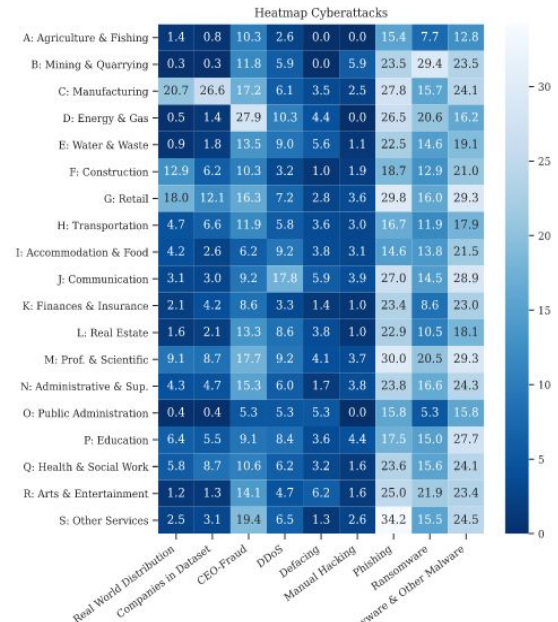 Heatmap Cyberattacks
A: Agriculture & Fishing 1.4 0.8 10.3 2.6 0.0 0.0 15.4 7.7 12.8
B: Mining & Quarrying 0.3 0.3 11.8 5.9 0.0 5.9 23.5 29.4 23.5
C: Manufacturing 20.7 26.6 17.2 6.1 3.5 2.5 27.8 15.7 24.1
D: Energy & Gas 0.5 1.4 27.9 10.3 4.4 0.0 26.5 20.6 16.2
E: Water & Waste 0.9 1.8 13.5 9.0 5.6 1.1 22.5 14.6 19.1
F: Construction 12.9 6.2 10.3 3.2 1.0 1.9 18.7 12.9 21.0
G: Retail 18.0 12.1 16.3 7.2 2.8 3.6 29.8 16.0 29.3
H: Transportation 4.7 6.6 11.9 5.8 3.6 3.0 16.7 11.9 17.9
I: Accommodation & Food 4.2 2.6 6.2 9.2 3.8 3.1 14.6 13.8 21.5
J: Communication 3.1 3.0 9.2 17.8 5.9 3.9 27.0 14.5 28.9
K: Finances & Insurance 2.1 4.2 8.6 3.3 1.4 1.0 23.4 8.6 23.0
L: Real Estate 1.6 2.1 13.3 8.6 3.8 1.0 22.9 10.5 18.1
M: Prof. & Scientific 9.1 8.7 17.7 9.2 4.1 3.7 30.0 20.5 29.3
N: Administrative & Sup. 4.3 4.7 15.3 6.0 1.7 3.8 23.8 16.6 24.3
O: Public Administration 0.4 0.4 5.3 5.3 5.3 0.0 15.8 5.3 15.8
P: Education 6.4 5.5 9.1 8.4 3.6 4.4 17.5 15.0 27.7
Q: Health & Social Work 5.8 8.7 10.6 6.2 3.2 1.6 23.6 15.6 24.1
R: Arts & Entertainment 1.2 1.3 14.1 4.7 6.2 1.6 25.0 21.9 23.4
S: Other Services 2.5 3.1 19.4 6.5 1.3 2.6 34.2 15.5 24.5
Real World Distribution
Companies in Dataset
CEO-Fraud
DDoS
Defacing
Manual Hacking
Phishing
Ransomware
& Other Malware
30
25
20
15
10
5
0